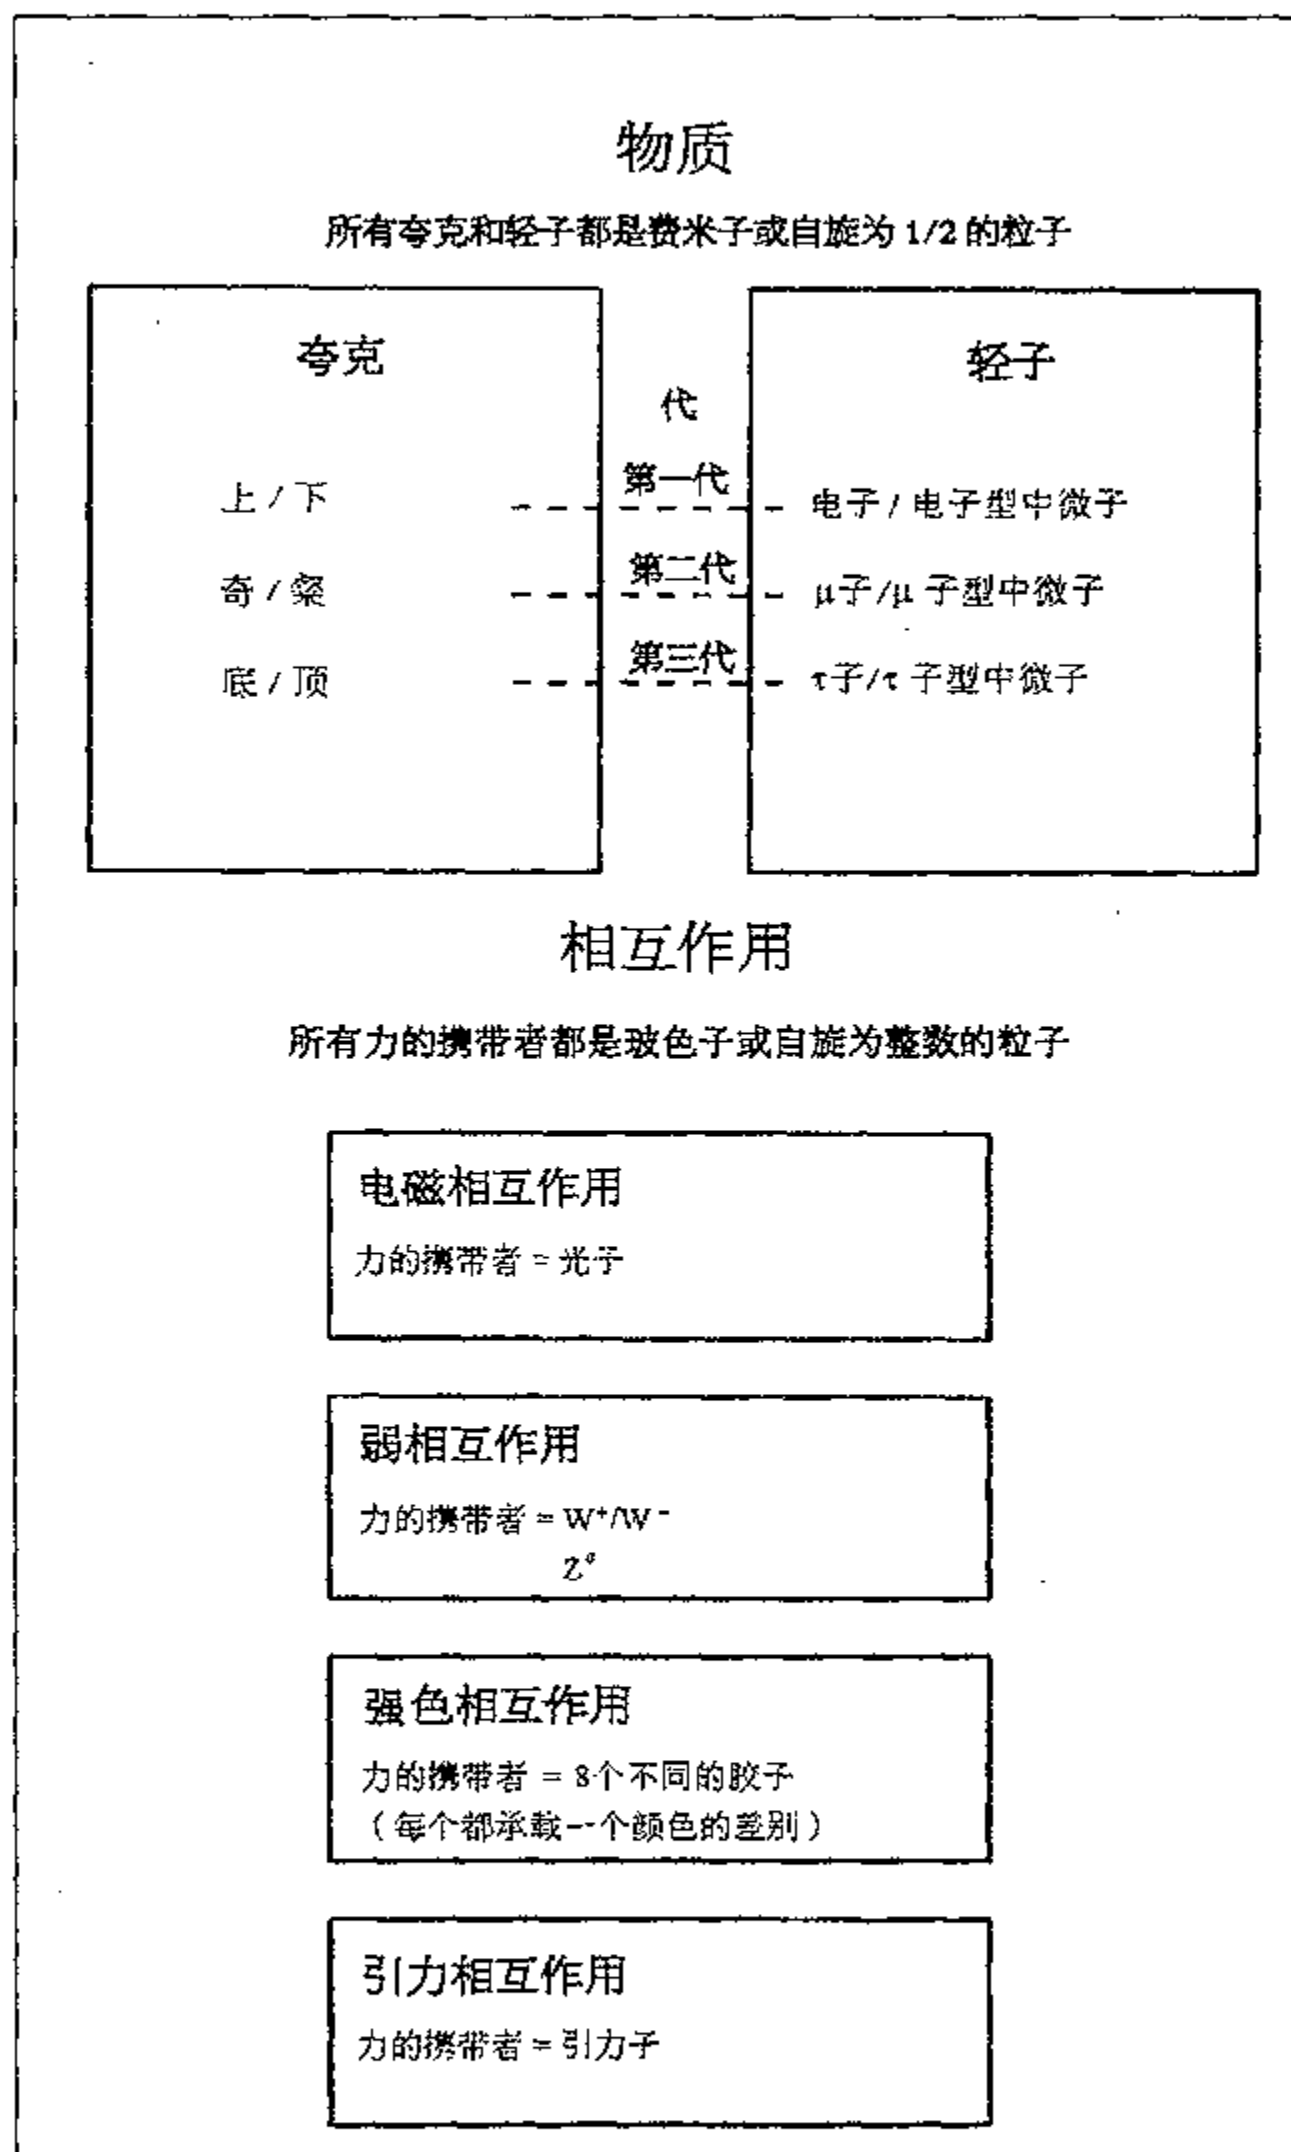 物质
所有夸克和轻子都是费米子或自旋为 1/2 的粒子
夸克
轻子
代
第一代
上 / 下
电子 / 电子型中微子
第二代
奇 / 粲
μ子/μ 子型中微子
第三代
底 / 顶
τ子/τ 子型中微子
相互作用
所有力的携带者都是玻色子或自旋为整数的粒子
电磁相互作用
力的携带者 = 光子
弱相互作用
力的携带者 = W⁺/W⁻
Z⁰
强色相互作用
力的携带者 = 8个不同的胶子
（每个都承载一个颜色的差别）
引力相互作用
力的携带者 = 引力子